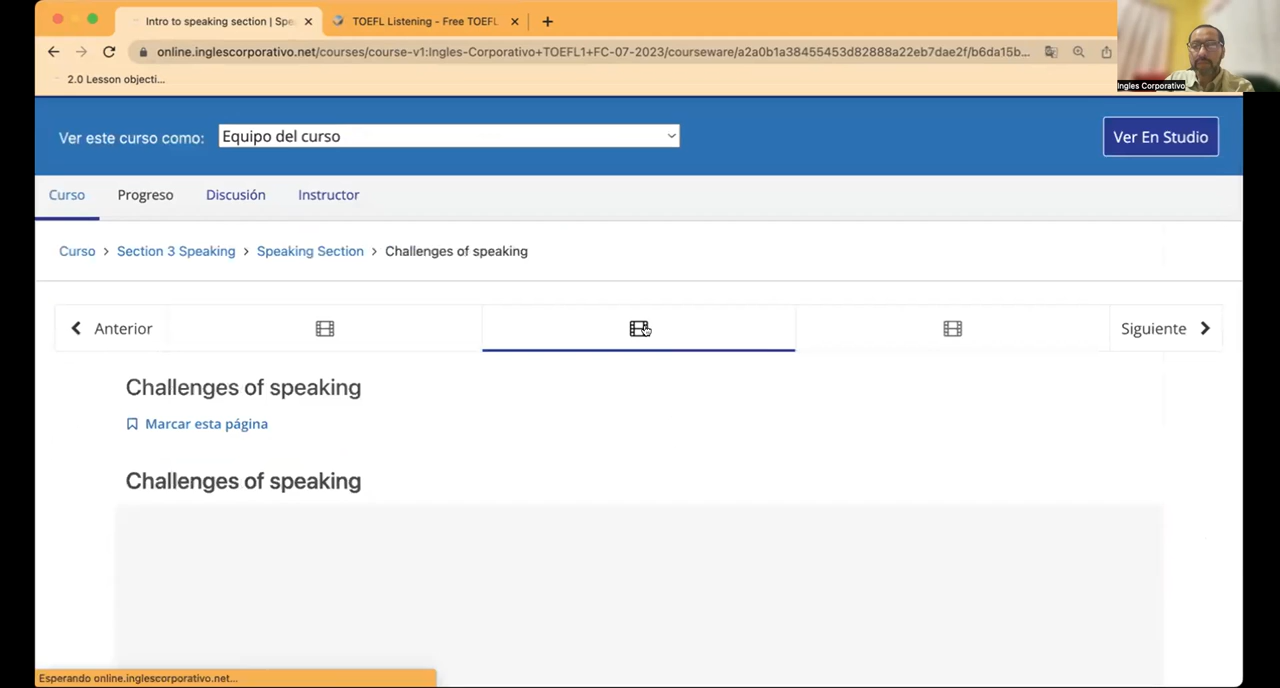 Intro to speaking section | Spe
TOEFL Listening - Free TOEFL
online.inglescorporativo.net/courses/course-v1:Ingles-Corporativo+TOEFL1+FC-07-2023/courseware/a2a0b1a38455453d82888a22eb7dae2f/b6da15b...
2.0 Lesson objecti...
Ingles Corporativo
Ver este curso como:
Equipo del curso
Ver En Studio
Curso
Progreso
Discusión
Instructor
Curso > Section 3 Speaking > Speaking Section > Challenges of speaking
Anterior
Siguiente
Challenges of speaking
Marcar esta página
Challenges of speaking
Esperando online.inglescorporativo.net...